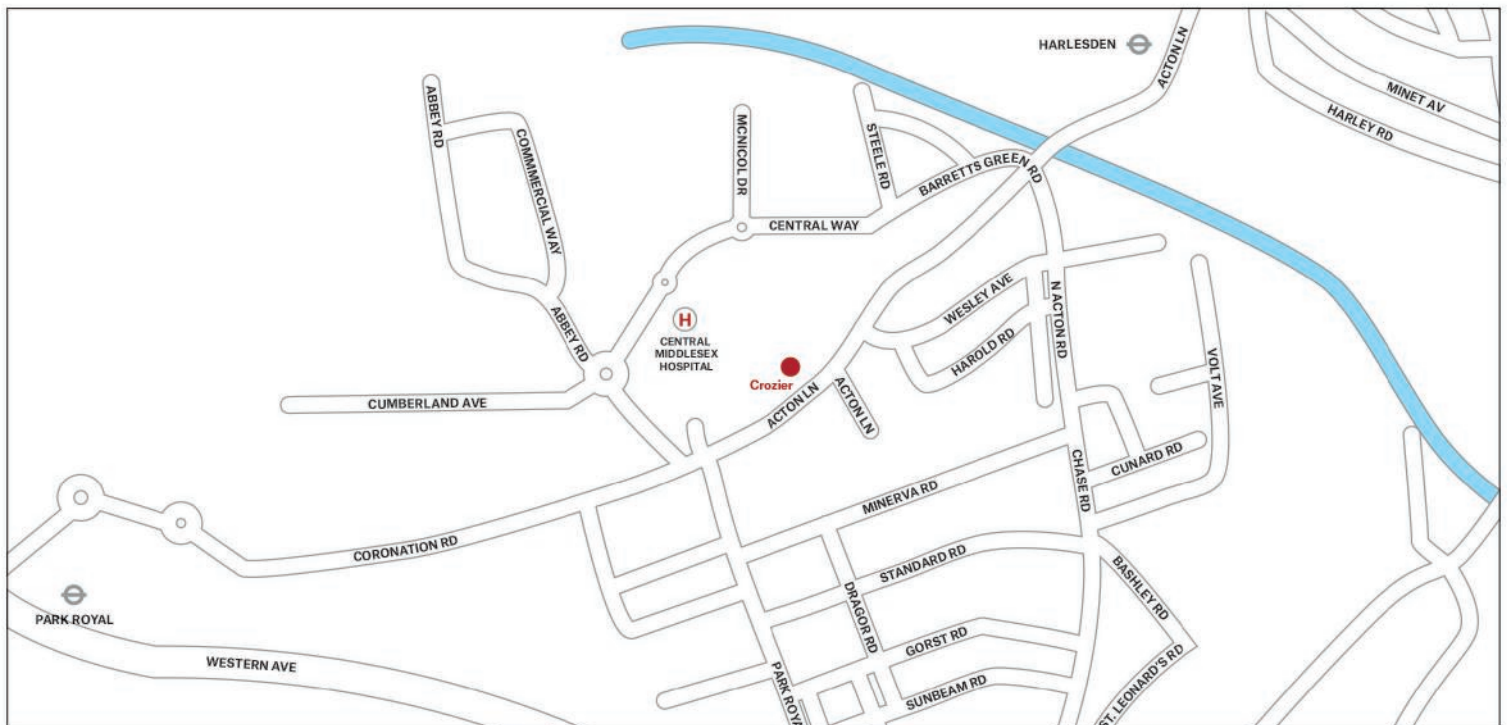 HARLESDEN
ACTON LN
MINET AV
HARLEY RD
ABBEY RD
COMMMERCIAL WAY
MCNICOL DR
STEELE RD
BARRETTS GREEN RD
CENTRAL WAY
H
CENTRAL
MIDDLESEX
HOSPITAL
ABBEY RD
WESLEY AVE
N ACTON RD
HAROLD RD
VOLT AVE
Crozier
ACTON LN
ACTON LN
CUMBERLAND AVE
CUNARD RD
CHASE RD
MINERVA RD
CORONATION RD
STANDARD RD
BASHLEY RD
DRAGOR RD
PARK ROYAL
GORST RD
WESTERN AVE
PARK ROYA
SUNBEAM RD
ST. LEONARD'S RD